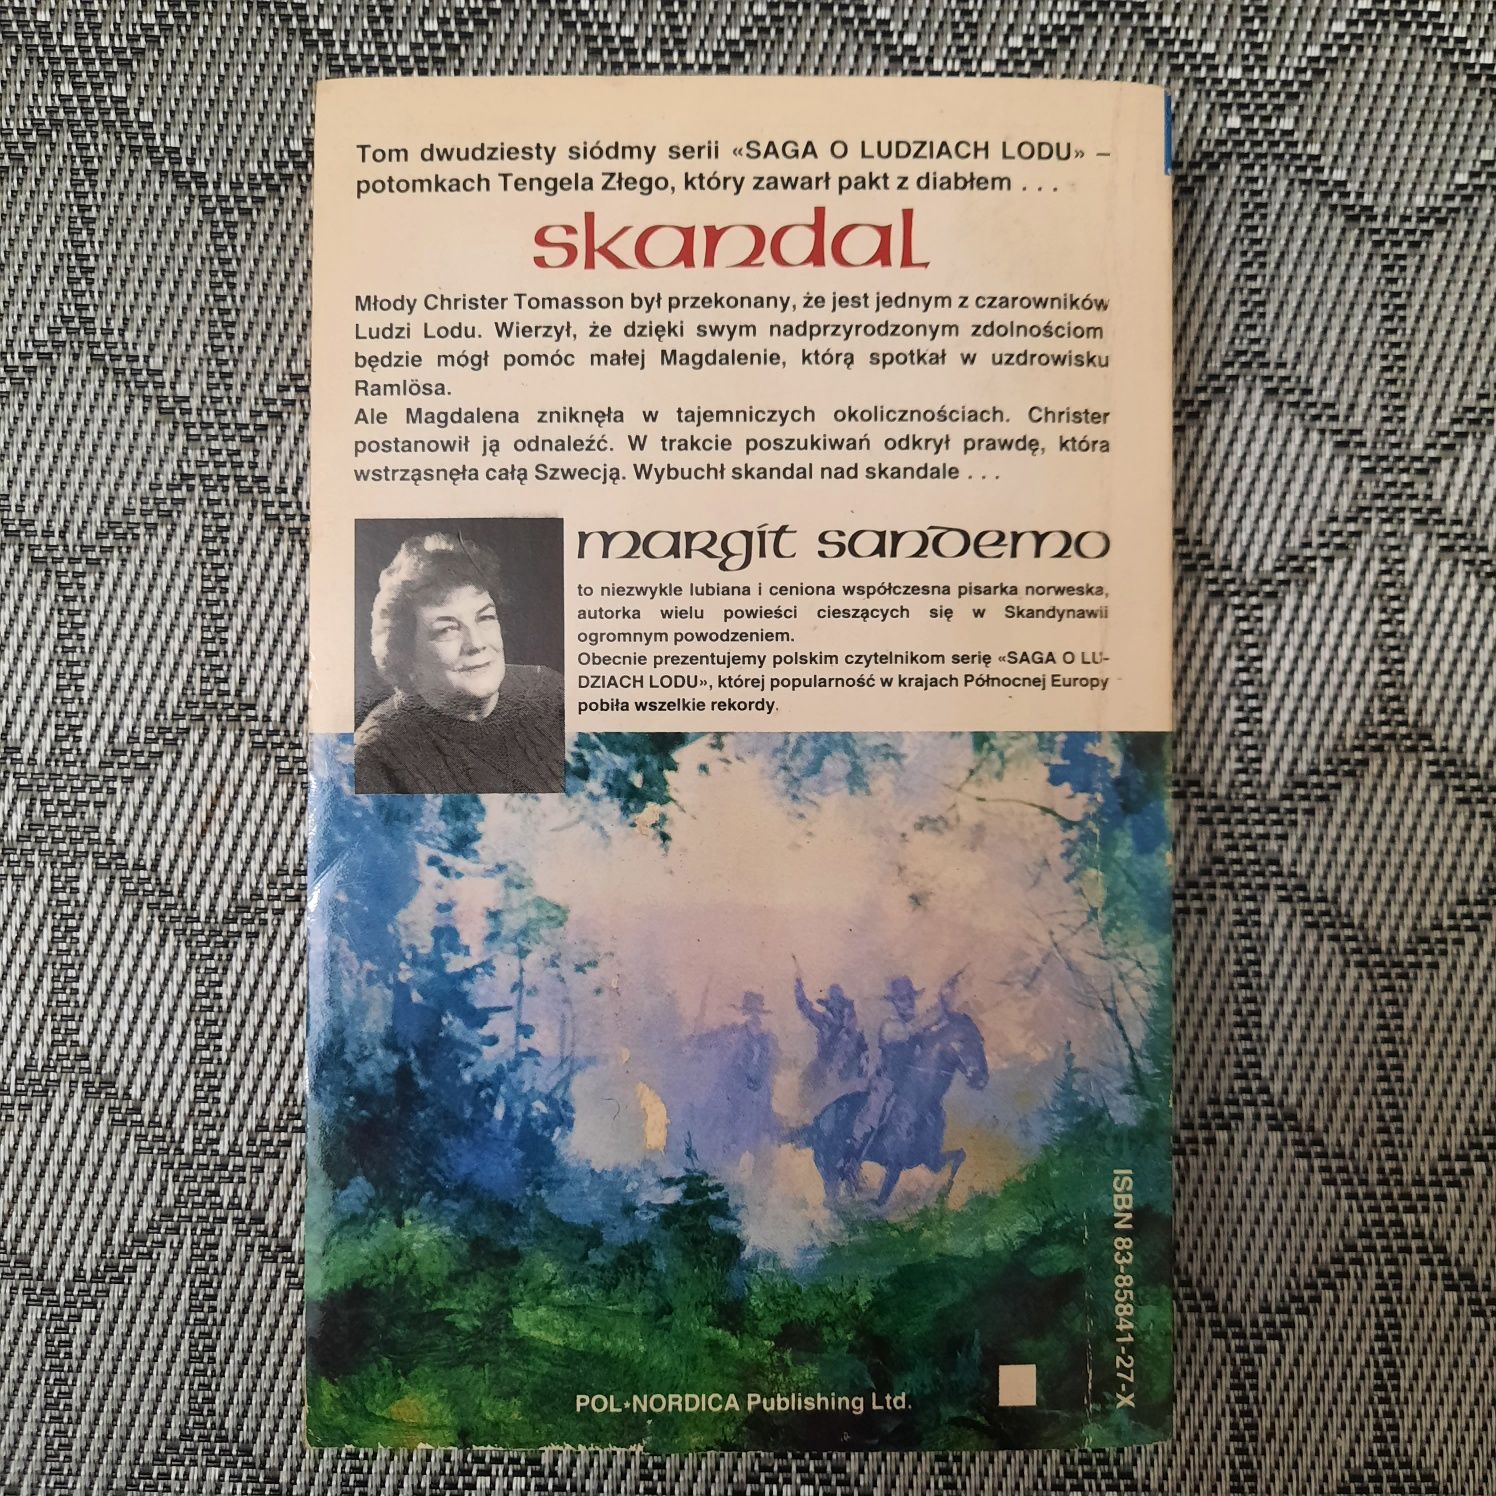 Tom dwudziesty siódmy serii «SAGA O LUDZIACH LODU» –
potomkach Tengela Złego, który zawarł pakt z diabłem . . .
skandal
Młody Christer Tomasson był przekonany, że jest jednym z czarowników
Ludzi Lodu. Wierzył, że dzięki swym nadprzyrodzonym zdolnościom
będzie mógł pomóc małej Magdalenie, którą spotkał w uzdrowisku
Ramlösa.
Ale Magdalena zniknęła w tajemniczych okolicznościach. Christer
postanowił ją odnaleźć. W trakcie poszukiwań odkrył prawdę, która
wstrząsnęła całą Szwecją. Wybuchł skandal nad skandale . . .
margit sandemo
to niezwykle lubiana i ceniona współczesna pisarka norweska,
autorka wielu powieści cieszących się w Skandynawii
ogromnym powodzeniem.
Obecnie prezentujemy polskim czytelnikom serię «SAGA O LU-
DZIACH LODU», której popularność w krajach Północnej Europy
pobiła wszelkie rekordy.
ISBN 83-85841-27-X
POL⋆NORDICA Publishing Ltd.